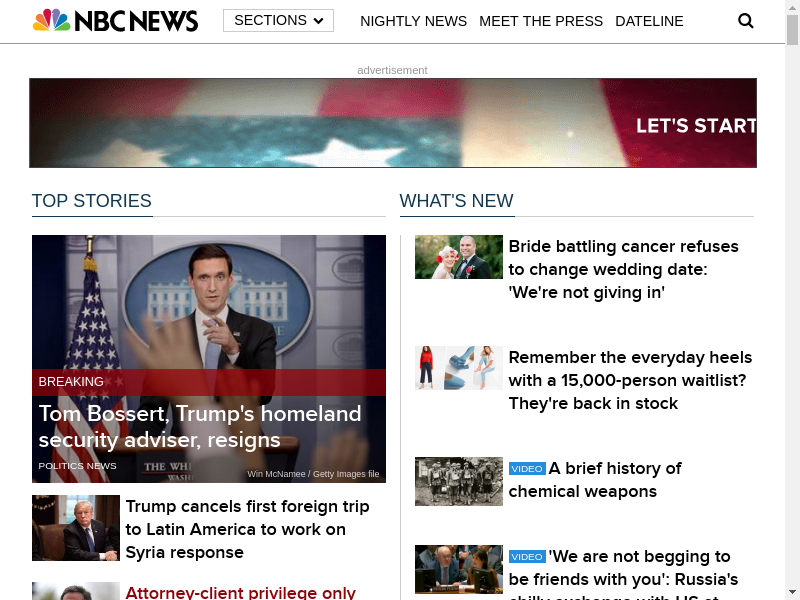 NBC NEWS
SECTIONS
NIGHTLY NEWS
MEET THE PRESS
DATELINE
advertisement
LET'S START
TOP STORIES
BREAKING
Tom Bossert, Trump's homeland
security adviser, resigns
POLITICS NEWS
THE WHI
WASH
Win McNamee / Getty Images file
Trump cancels first foreign trip
to Latin America to work on
Syria response
Attorney-client privilege only
WHAT'S NEW
Bride battling cancer refuses
to change wedding date:
'We're not giving in'
Remember the everyday heels
with a 15,000-person waitlist?
They're back in stock
VIDEO A brief history of
chemical weapons
VIDEO 'We are not begging to
be friends with you': Russia's